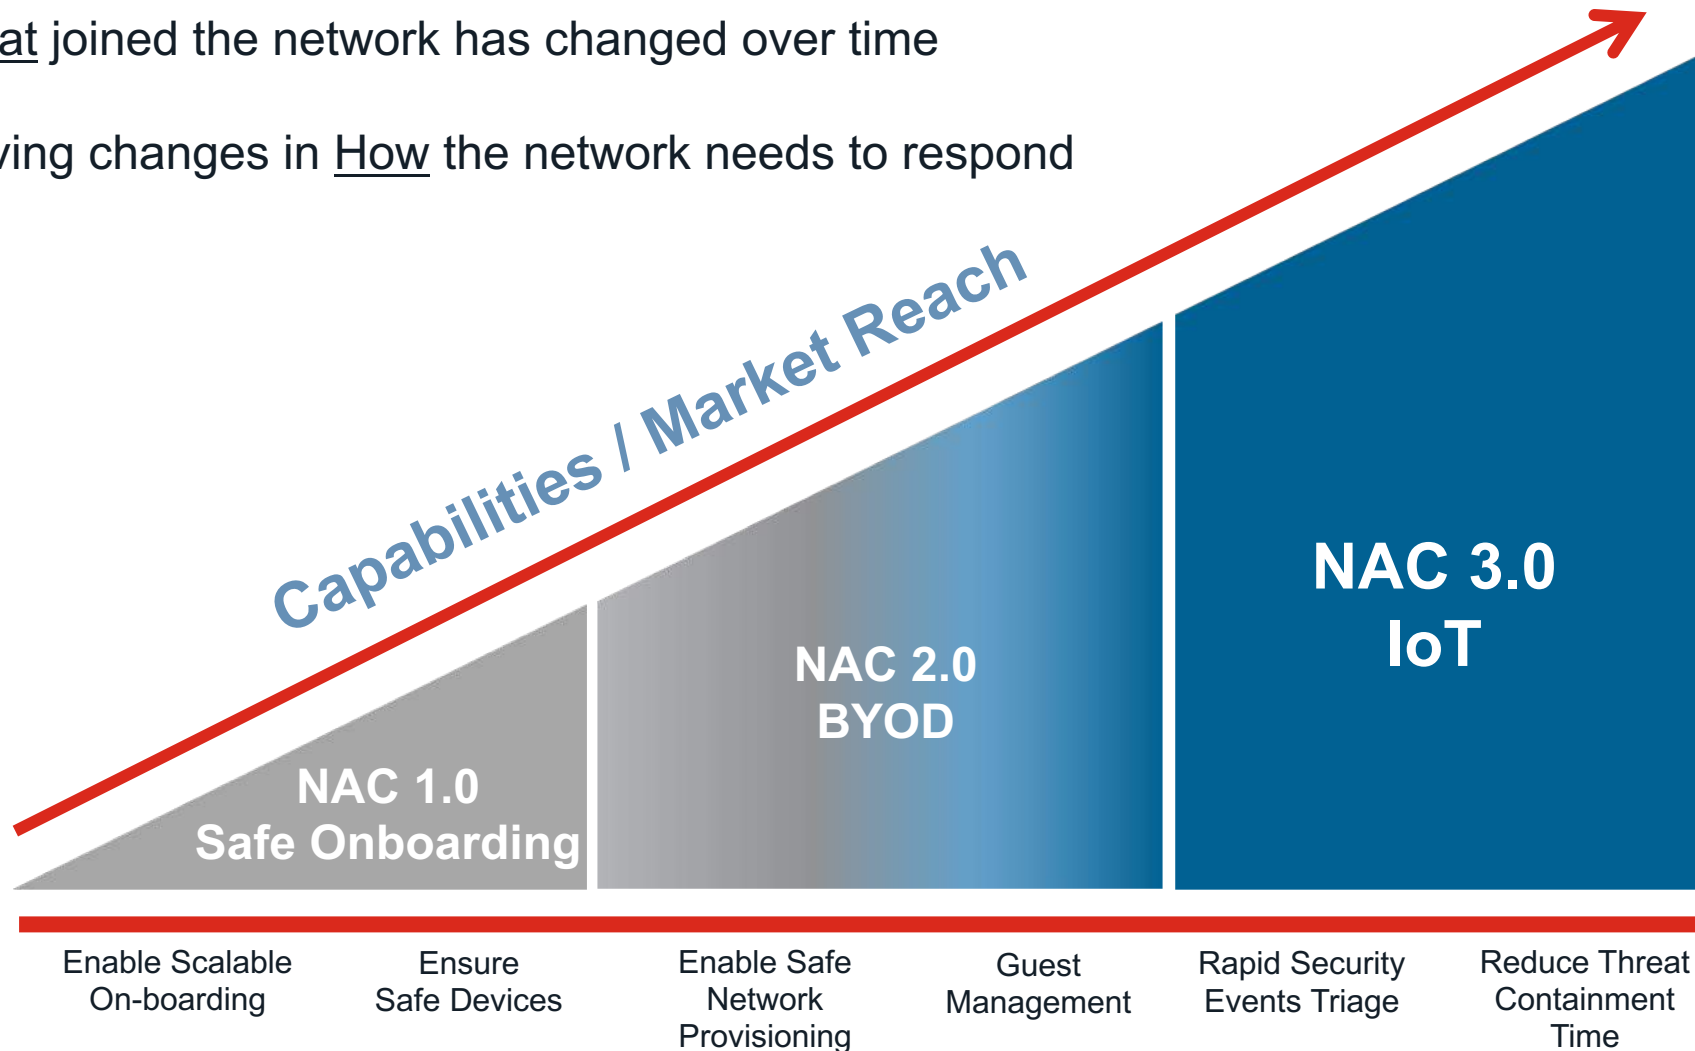 at joined the network has changed over time
ving changes in How the network needs to respond
Capabilities / Market Reach
NAC 1.0
Safe Onboarding
NAC 2.0
BYOD
NAC 3.0
IoT
Enable Scalable
On-boarding
Ensure
Safe Devices
Enable Safe
Network
Provisioning
Guest
Management
Rapid Security
Events Triage
Reduce Threat
Containment
Time